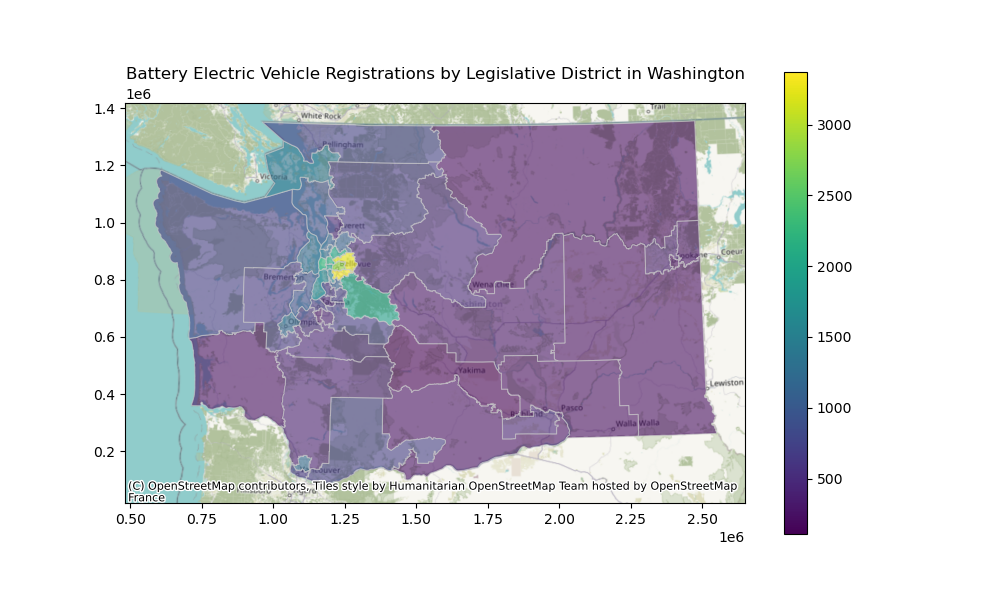 Battery Electric Vehicle Registrations by Legislative District in Washington
1e6
1.4
1.2
1.0
0.8
0.6
0.4
0.2
White Rock
Trail
Bellingham
Victoria
Everett
Bremerton
Wenatchee
Washington
Coeur
Olympia
Yakima
Lewiston
Richland
Pasco
Walla Walla
(C) OpenStreetMap contributors, Tiles style by Humanitarian OpenStreetMap Team hosted by OpenStreetMap
France
0.50 0.75 1.00 1.25 1.50 1.75 2.00 2.25 2.50
1e6
3000
2500
2000
1500
1000
500